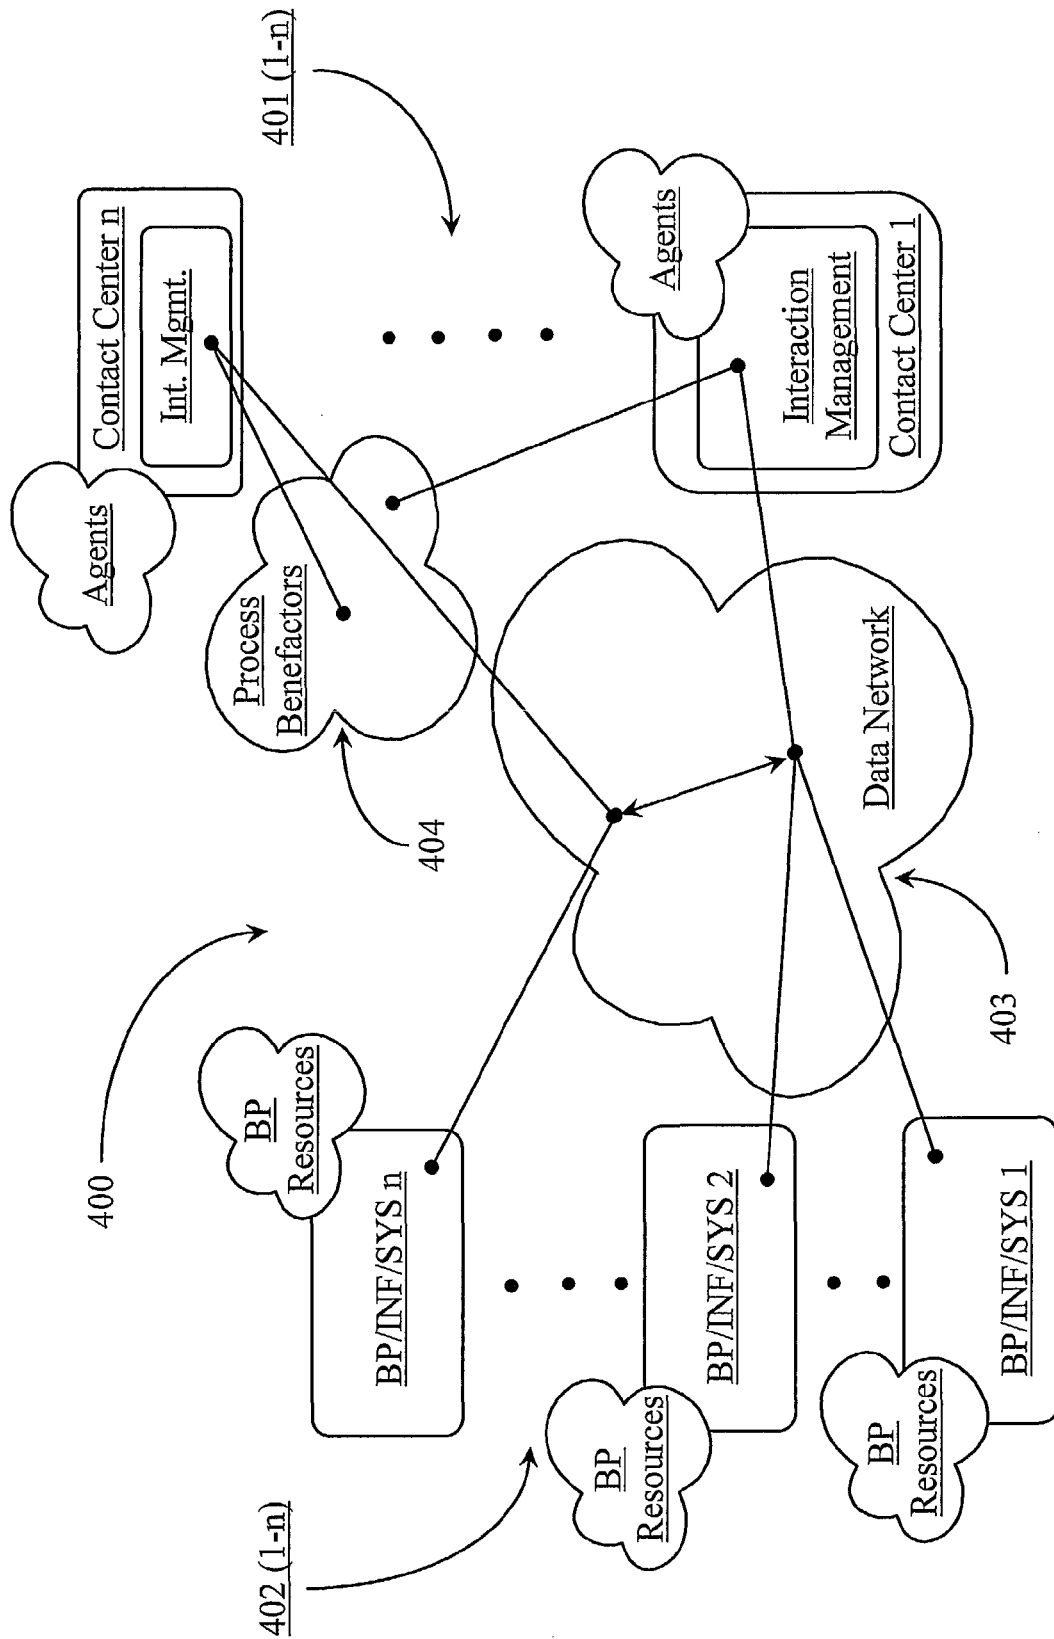 402 (1-n)
400
401 (1-n)
BP
Resources
BP/INF/SYS n
404
Process
Benefactors
Agents
Contact Center n
Int. Mgmt.
BP
Resources
BP/INF/SYS 2
Agents
Interaction
Management
Contact Center 1
Data Network
BP
Resources
BP/INF/SYS 1
403